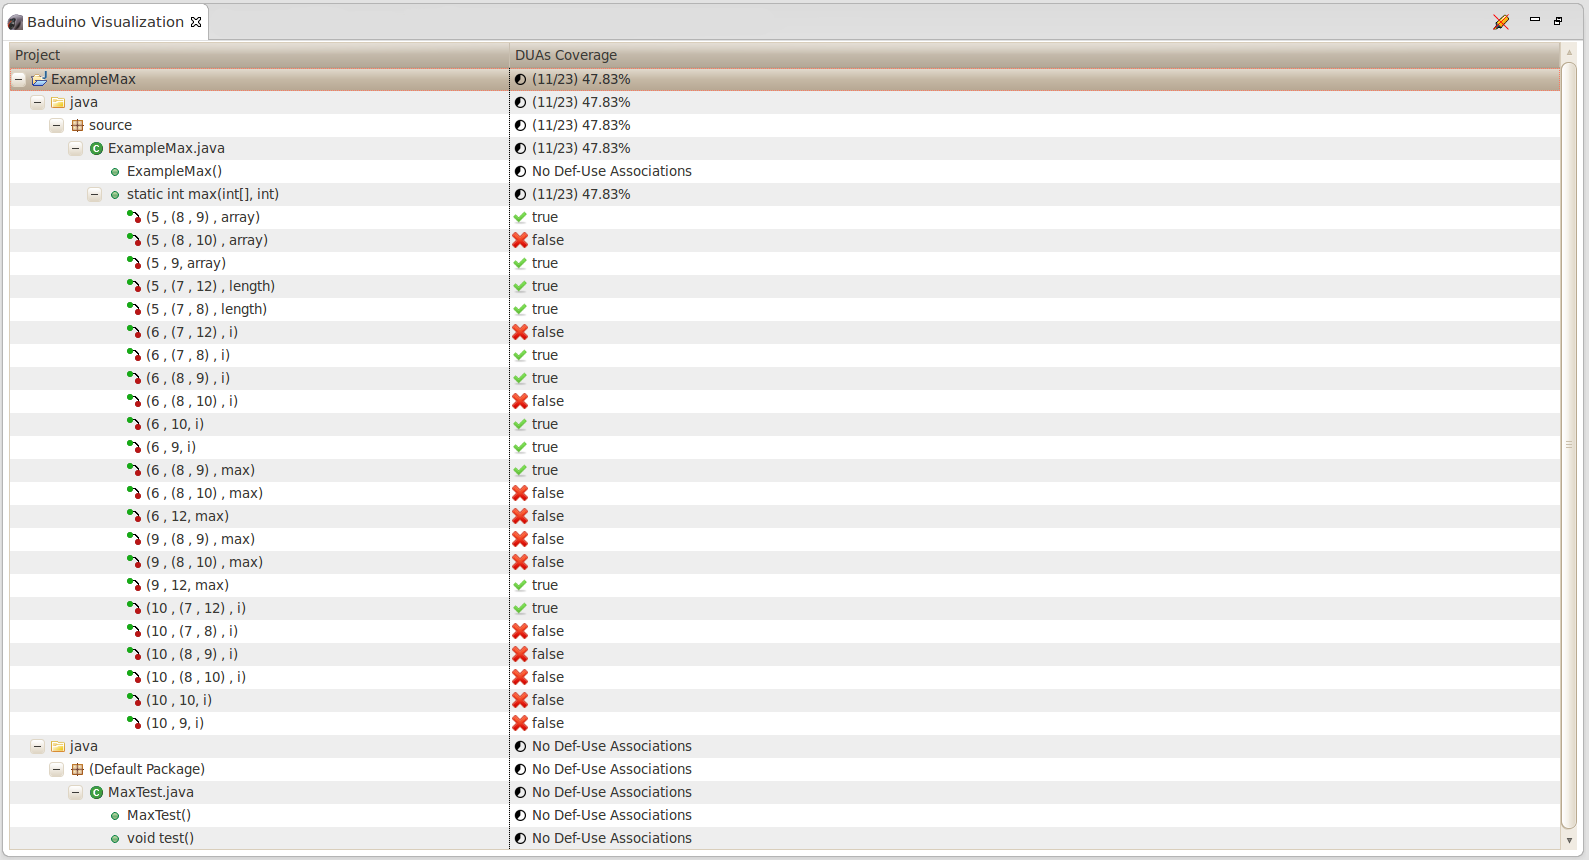 Baduino Visualization
Project DUAs Coverage
ExampleMax (11/23) 47.83%
java (11/23) 47.83%
source (11/23) 47.83%
ExampleMax.java (11/23) 47.83%
ExampleMax() No Def-Use Associations
static int max(int[], int) (11/23) 47.83%
(5 , (8 , 9) , array) true
(5 , (8 , 10) , array) false
(5 , 9, array) true
(5 , (7 , 12) , length) true
(5 , (7 , 8) , length) true
(6 , (7 , 12) , i) false
(6 , (7 , 8) , i) true
(6 , (8 , 9) , i) true
(6 , (8 , 10) , i) false
(6 , 10, i) true
(6 , 9, i) true
(6 , (8 , 9) , max) true
(6 , (8 , 10) , max) false
(6 , 12, max) false
(9 , (8 , 9) , max) false
(9 , (8 , 10) , max) false
(9 , 12, max) true
(10 , (7 , 12) , i) true
(10 , (7 , 8) , i) false
(10 , (8 , 9) , i) false
(10 , (8 , 10) , i) false
(10 , 10, i) false
(10 , 9, i) false
java No Def-Use Associations
(Default Package) No Def-Use Associations
MaxTest.java No Def-Use Associations
MaxTest() No Def-Use Associations
void test() No Def-Use Associations